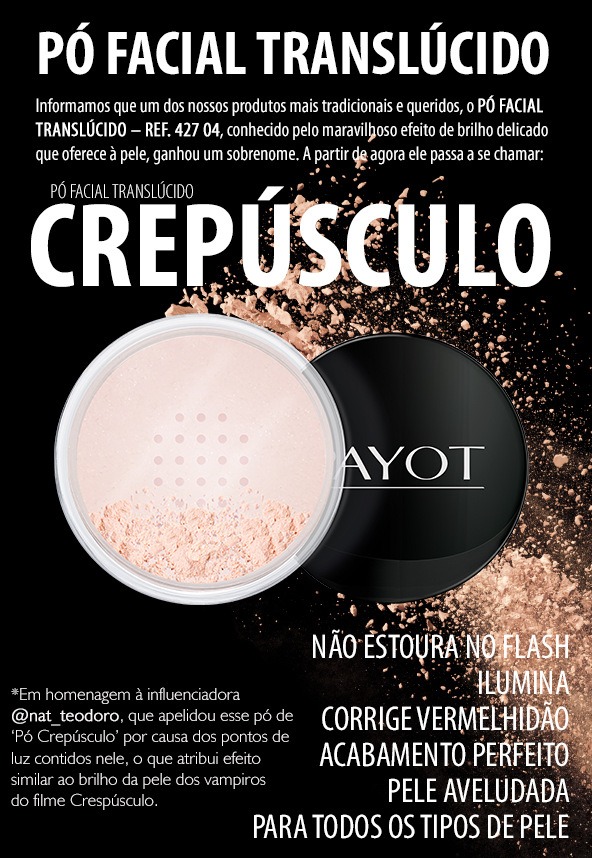 PÓ FACIAL TRANSLÚCIDO
Informamos que um dos nossos produtos mais tradicionais e queridos, o PÓ FACIAL
TRANSLÚCIDO – REF. 427 04, conhecido pelo maravilhoso efeito de brilho delicado
que oferece à pele, ganhou um sobrenome. A partir de agora ele passa a se chamar:
PÓ FACIAL TRANSLÚCIDO
CREPÚSCULO
AYOT
NÃO ESTOURA NO FLASH
ILUMINA
CORRIGE VERMELHIDÃO
ACABAMENTO PERFEITO
PELE AVELUDADA
PARA TODOS OS TIPOS DE PELE
*Em homenagem à influenciadora
@nat_teodoro, que apelidou esse pó de
‘Pó Crepúsculo’ por causa dos pontos de
luz contidos nele, o que atribui efeito
similar ao brilho da pele dos vampiros
do filme Crespúsculo.